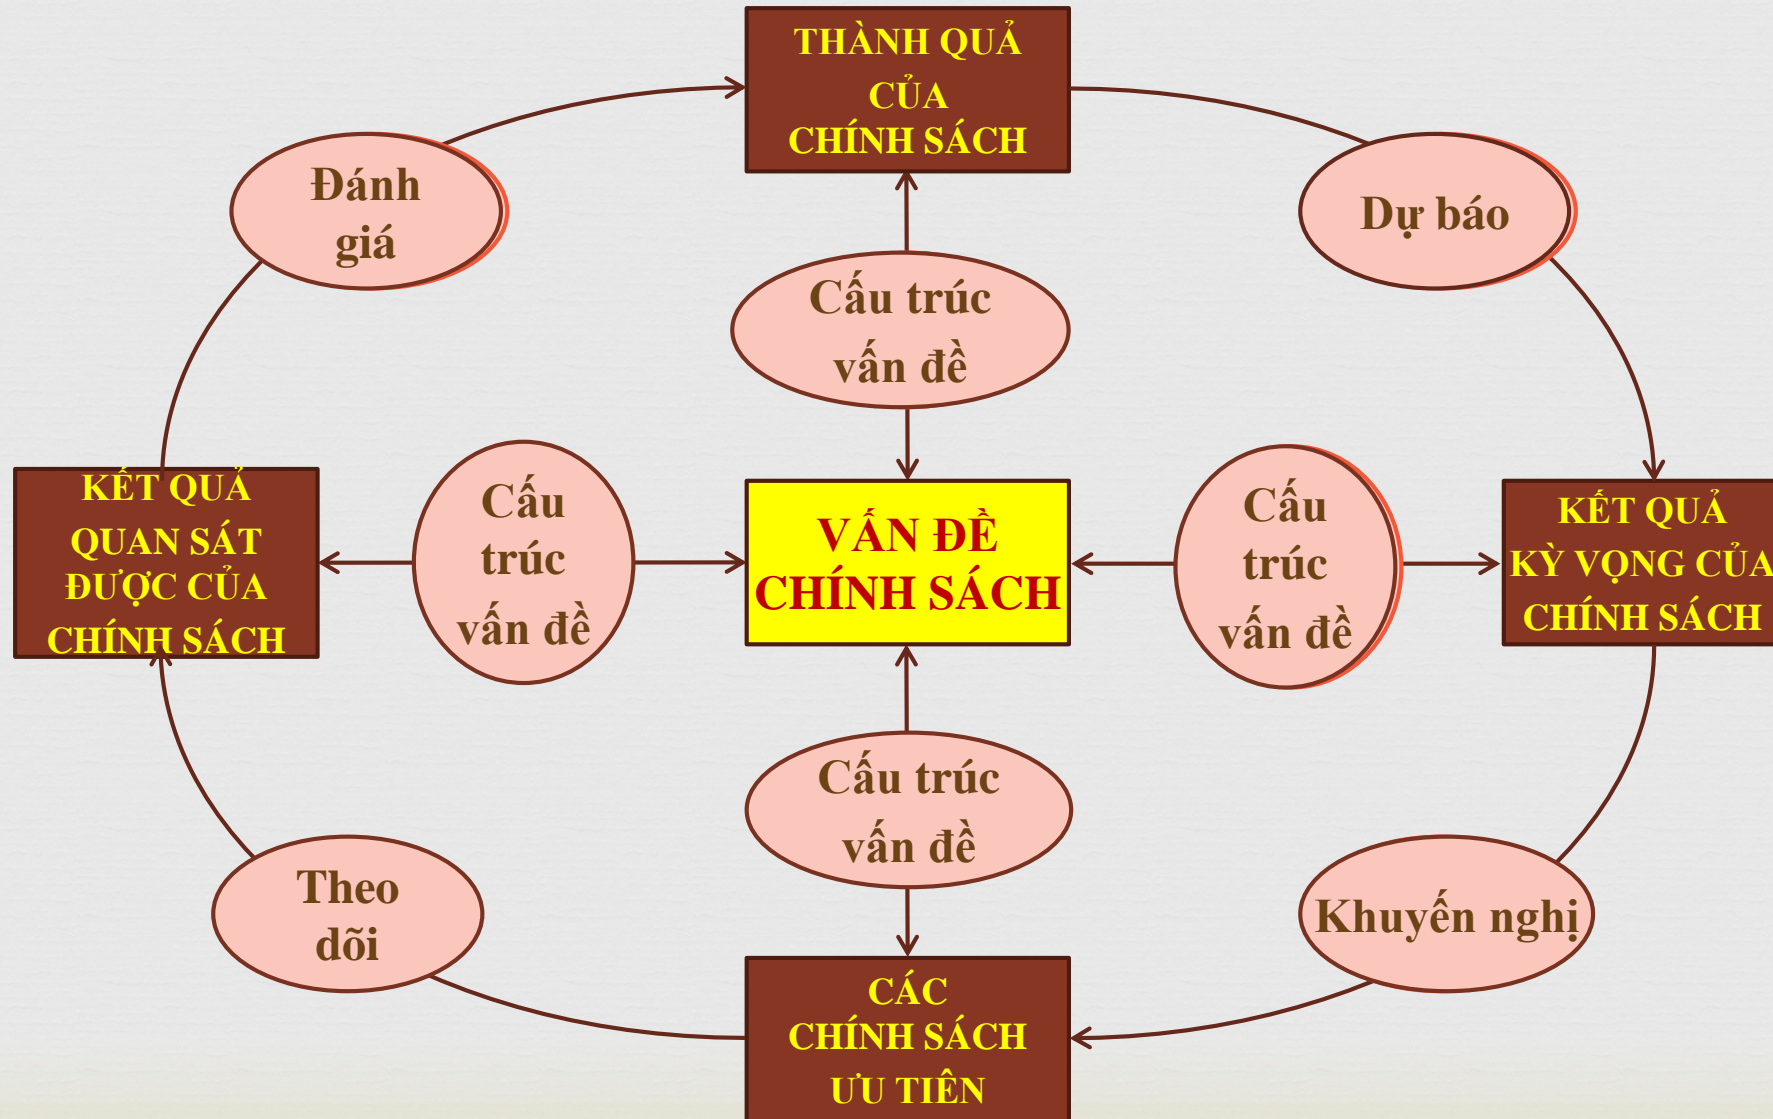 THÀNH QUẢ
CỦA
CHÍNH SÁCH
Đánh
giá
Dự báo
Cấu trúc
vấn đề
KẾT QUẢ
QUAN SÁT
ĐƯỢC CỦA
CHÍNH SÁCH
Cấu
trúc
vấn đề
VẤN ĐỀ
CHÍNH SÁCH
Cấu
trúc
vấn đề
KẾT QUẢ
KỲ VỌNG CỦA
CHÍNH SÁCH
Cấu trúc
vấn đề
Theo
dõi
Khuyến nghị
CÁC
CHÍNH SÁCH
ƯU TIÊN